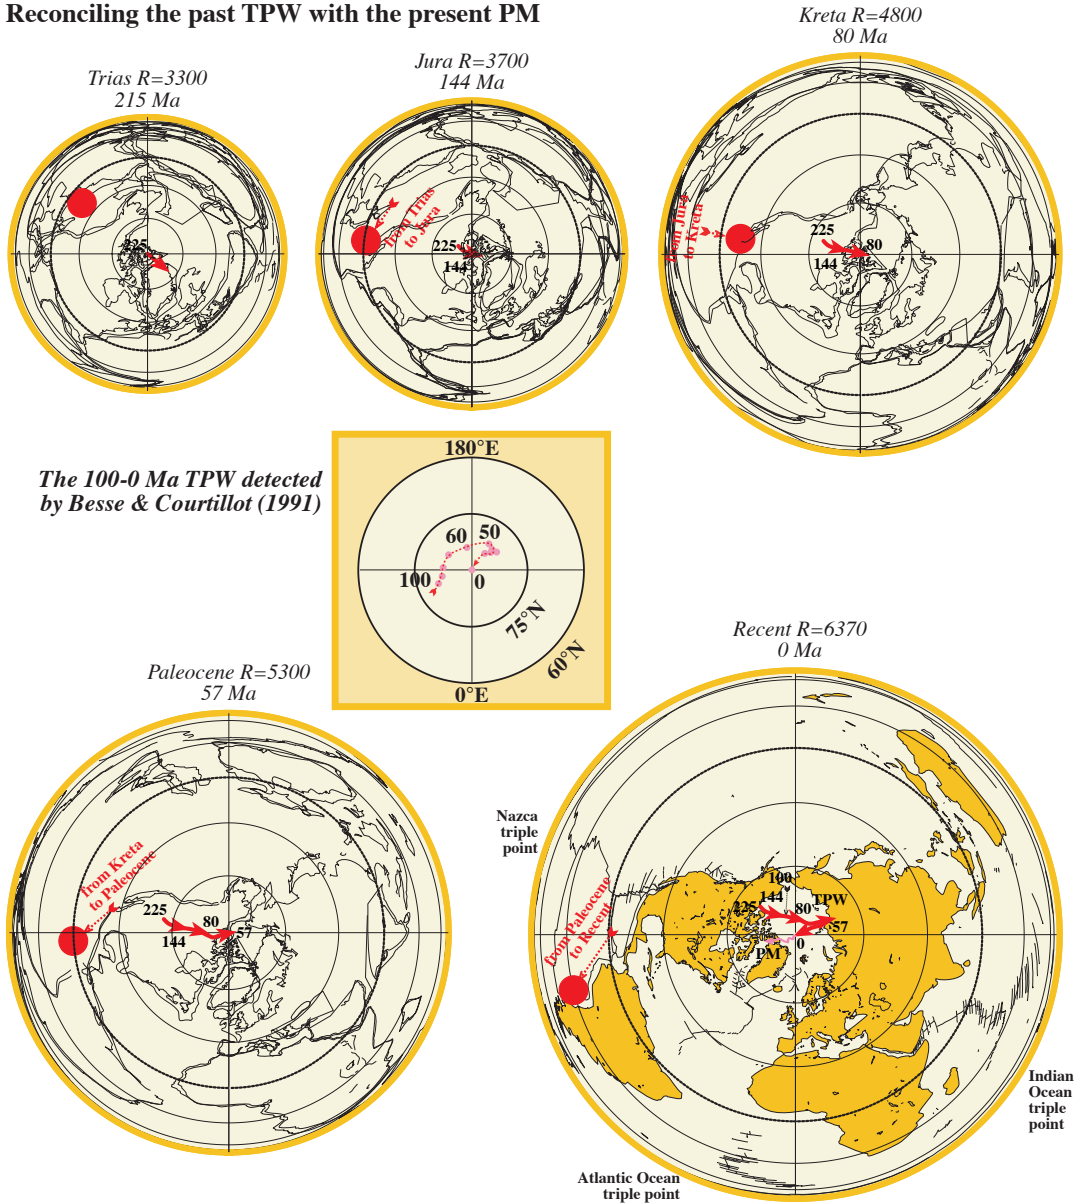 Reconciling the past TPW with the present PM
Trias R=3300
215 Ma
225
Jura R=3700
144 Ma
from Trias
to Jura
225
144
Kreta R=4800
80 Ma
from Jura
to Kreta
225
80
144
The 100-0 Ma TPW detected
by Besse & Courtillot (1991)
180°E
60
50
100
0
75°N
60°N
0°E
Paleocene R=5300
57 Ma
from Kreta
to Paleocene
225
80
57
144
Recent R=6370
0 Ma
Nazca
triple
point
from Paleocene
to Recent
100
144
TPW
225
80
57
0
PM
Indian
Ocean
triple
point
Atlantic Ocean
triple point